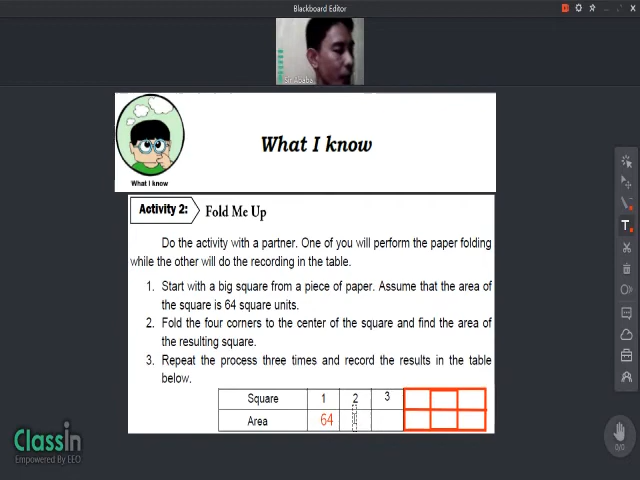 Blackboard Editor
Sir Ababa
What I know
What I know
Activity 2: Fold Me Up
Do the activity with a partner. One of you will perform the paper folding
while the other will do the recording in the table.
1. Start with a big square from a piece of paper. Assume that the area of
the square is 64 square units.
2. Fold the four corners to the center of the square and find the area of
the resulting square.
3. Repeat the process three times and record the results in the table
below.
Square 1 2 3
Area 64
ClassIn
Empowered By EEO
0/0